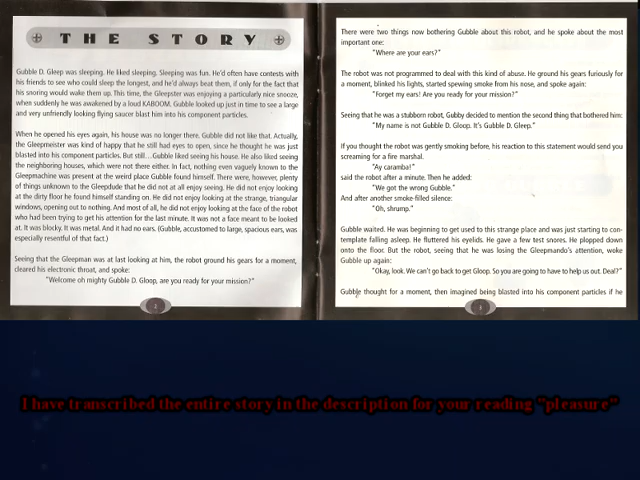 THE STORY
Gubble D. Gleep was sleeping. He liked sleeping. Sleeping was fun. He'd often have contests with
his friends to see who could sleep the longest, and he'd always beat them, if only for the fact that
his snoring would wake them up. This time, the Gleepster was enjoying a particularly nice snooze,
when suddenly he was awakened by a loud KABOOM. Gubble looked up just in time to see a large
and very unfriendly looking flying saucer blast him into his component particles.
When he opened his eyes again, his house was no longer there. Gubble did not like that. Actually,
the Gleepmeister was kind of happy that he still had eyes to open, since he thought he was just
blasted into his component particles. But still... Gubble liked seeing his house. He also liked seeing
the neighboring houses, which were not there either. In fact, nothing even vaguely known to the
Gleepmachine was present at the weird place Gubble found himself. There were, however, plenty
of things unknown to the Gleepdude that he did not at all enjoy seeing. He did not enjoy looking
at the dirty floor he found himself standing on. He did not enjoy looking at the strange, triangular
windows, opening out to nothing. And most of all, he did not enjoy looking at the face of the robot
who had been trying to get his attention for the last minute. It was not a face meant to be looked
at. It was blocky. It was metal. And it had no ears. (Gubble, accustomed to large, spacious ears, was
especially resentful of that fact.)
Seeing that the Gleepman was at last looking at him, the robot ground his gears for a moment,
cleared his electronic throat, and spoke:
"Welcome oh mighty Gubble D. Gloop, are you ready for your mission?"
There were two things now bothering Gubble about this robot, and he spoke about the most
important one:
"Where are your ears?"
The robot was not programmed to deal with this kind of abuse. He ground his gears furiously for
a moment, blinked his lights, started spewing smoke from his nose, and spoke again:
"Forget my ears! Are you ready for your mission?"
Seeing that he was a stubborn robot, Gubby decided to mention the second thing that bothered him:
"My name is not Gubble D. Gloop. It's Gubble D. Gleep."
If you thought the robot was gently smoking before, his reaction to this statement would send you
screaming for a fire marshal.
"Ay caramba!"
said the robot after a minute. Then he added:
"We got the wrong Gubble."
And after another smoke-filled silence:
"Oh, shrump."
Gubble waited. He was beginning to get used to this strange place and was just starting to con-
template falling asleep. He fluttered his eyelids. He gave a few test snores. He plopped down
onto the floor. But the robot, seeing that he was losing the Gleepmando's attention, woke
Gubble up again:
"Okay, look. We can't go back to get Gloop. So you are going to have to help us out. Deal?"
Gubble thought for a moment, then imagined being blasted into his component particles if he
I have transcribed the entire story in the description for your reading "pleasure"